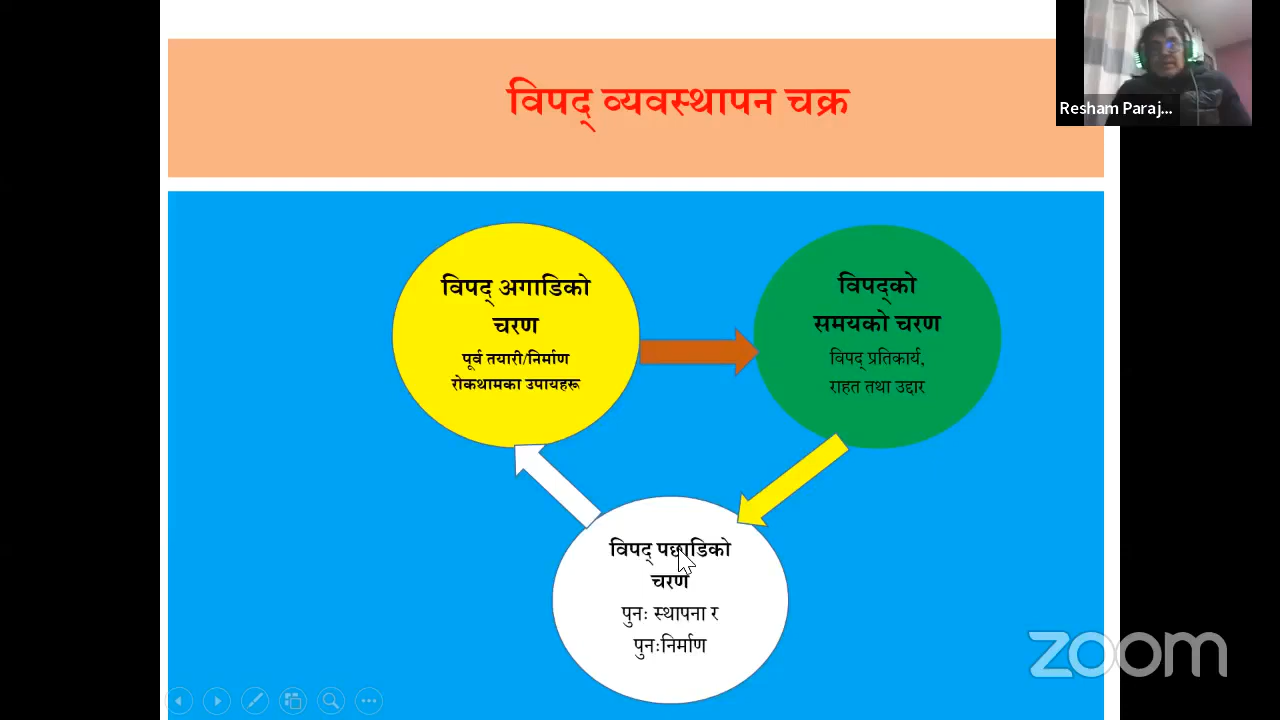 विपद् व्यवस्थापन चक्र
Resham Paraj...
विपद् अगाडिको
चरण
पूर्व तयारी/निर्माण
रोकथामका उपायहरू
विपद्को
समयको चरण
विपद् प्रतिकार्य,
राहत तथा उद्दार
विपद् पछाडिको
चरण
पुनः स्थापना र
पुनःनिर्माण
zoom